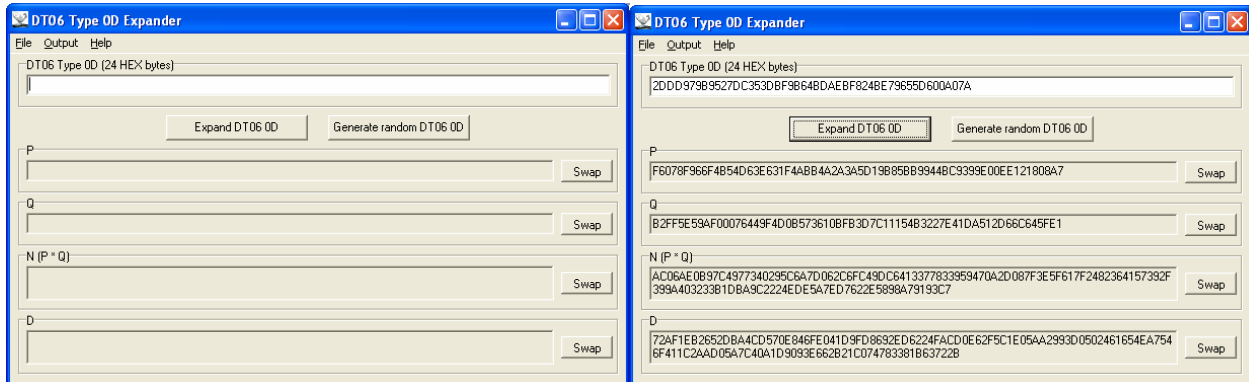 DT06 Type 0D Expander
File Output Help
DT06 Type 0D (24 HEX bytes)
Expand DT06 0D
Generate random DT06 0D
P
Swap
Q
Swap
N (P * Q)
Swap
D
Swap
DT06 Type 0D Expander
File Output Help
DT06 Type 0D (24 HEX bytes)
2DDD979B9527DC353DBF9B64BDAEBF824BE79655D600A07A
Expand DT06 0D
Generate random DT06 0D
P
F6078F966F4B54D63E631F4ABB4A2A3A5D19B85BB9944BC9399E00EE121808A7
Swap
Q
B2FF5E59AF00076449F4D0B573610BFB3D7C11154B3227E41DA512D66C645FE1
Swap
N (P * Q)
AC06AE0B97C4977340295C6A7D062C6FC49DC6413377833959470A2D087F3E5F617F2482364157392F
399A403233B1DBA9C2224EDE5A7ED7622E5898A79193C7
Swap
D
72AF1EB2652DBA4CD570E846FE041D9FD8692ED6224FACD0E62F5C1E05AA2993D0502461654EA754
6F411C2AAD05A7C40A1D9093E662B21C074783381B63722B
Swap